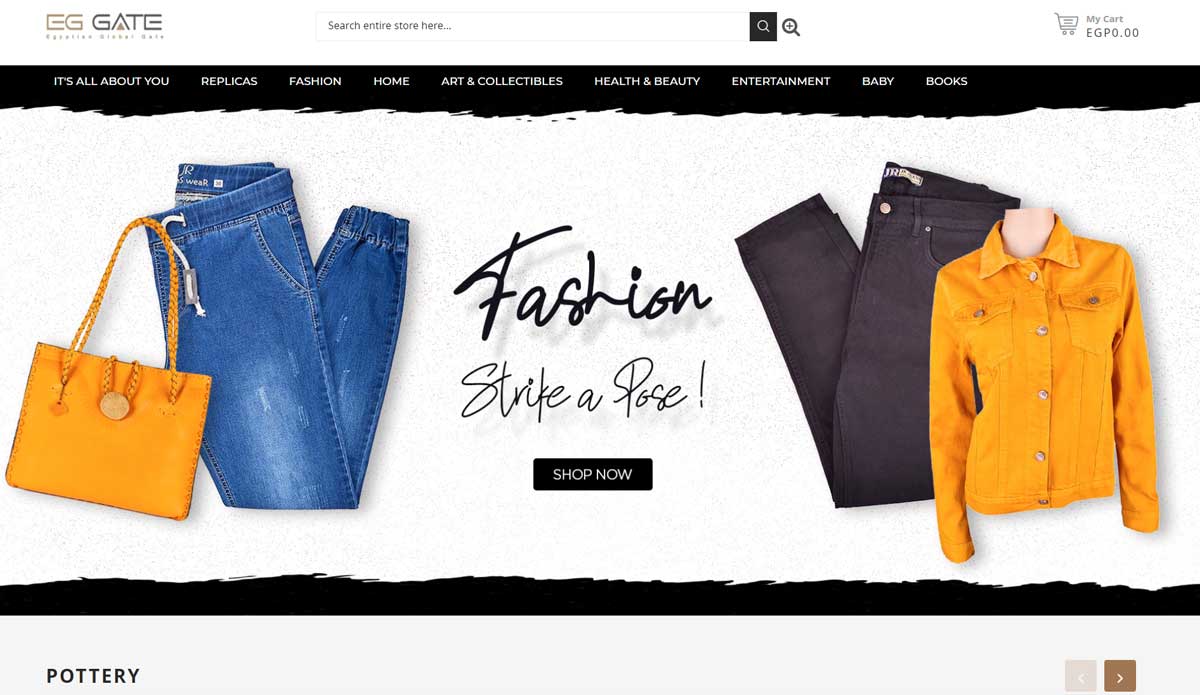 EG GATE
Egyptian Global Gate
Search entire store here...
My Cart
EGP0.00
IT'S ALL ABOUT YOU REPLICAS FASHION HOME ART & COLLECTIBLES HEALTH & BEAUTY ENTERTAINMENT BABY BOOKS
JR
weaR
JR
Fashion
Strike a Pose!
SHOP NOW
POTTERY